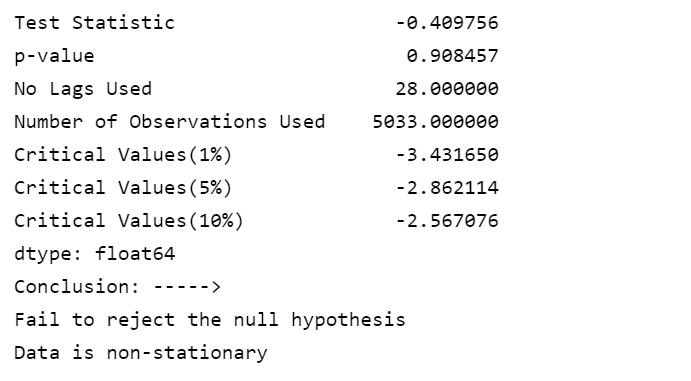 Test Statistic -0.409756
p-value 0.908457
No Lags Used 28.000000
Number of Observations Used 5033.000000
Critical Values(1%) -3.431650
Critical Values(5%) -2.862114
Critical Values(10%) -2.567076
dtype: float64
Conclusion: ----->
Fail to reject the null hypothesis
Data is non-stationary